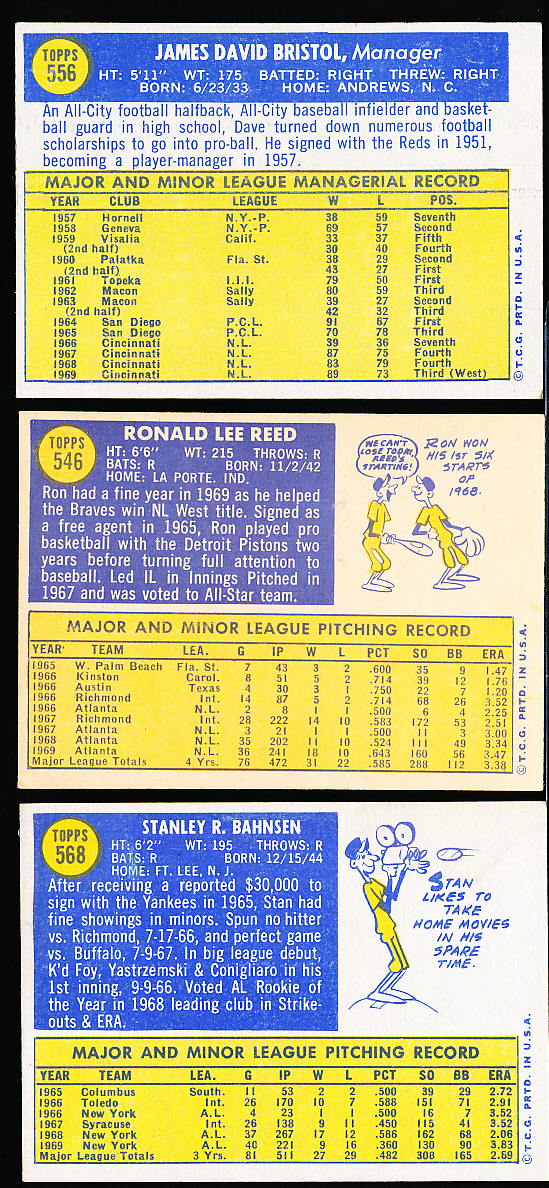 TOPPS
556
JAMES DAVID BRISTOL, Manager
HT: 5'11" WT: 175 BATTED: RIGHT THREW: RIGHT
BORN: 6/23/33 HOME: ANDREWS, N. C.
An All-City football halfback, All-City baseball infielder and basket-
ball guard in high school, Dave turned down numerous football
scholarships to go into pro-ball. He signed with the Reds in 1951,
becoming a player-manager in 1957.
MAJOR AND MINOR LEAGUE MANAGERIAL RECORD
YEAR CLUB LEAGUE W L POS.
1957 Hornell N.Y.-P. 38 59 Seventh
1958 Geneva N.Y.-P. 69 57 Second
1959 Visalia Calif. 33 37 Fifth
(2nd half) 30 40 Fourth
1960 Palatka Fla. St. 38 29 Second
(2nd half) 43 27 First
1961 Topeka I.I.I. 79 50 First
1962 Macon Sally 80 59 Third
1963 Macon Sally 39 27 Second
(2nd half) 42 32 Third
1964 San Diego P.C.L. 91 67 First
1965 San Diego P.C.L. 70 78 Third
1966 Cincinnati N.L. 39 36 Seventh
1967 Cincinnati N.L. 87 75 Fourth
1968 Cincinnati N.L. 83 79 Fourth
1969 Cincinnati N.L. 89 73 Third (West)
© T.C.G. PRTD. IN U.S.A.
TOPPS
546
RONALD LEE REED
HT: 6'6" WT: 215 THROWS: R
BATS: R BORN: 11/2/42
HOME: LA PORTE. IND.
Ron had a fine year in 1969 as he helped
the Braves win NL West title. Signed as
a free agent in 1965, Ron played pro
basketball with the Detroit Pistons two
years before turning full attention to
baseball. Led IL in Innings Pitched in
1967 and was voted to All-Star team.
WE CAN'T
LOSE TODAY,
REED'S
STARTING!
RON WON
HIS 1ST SIX
STARTS
OF
1968.
MAJOR AND MINOR LEAGUE PITCHING RECORD
YEAR TEAM LEA. G IP W L PCT SO BB ERA
1965 W. Palm Beach Fla. St. 7 43 3 2 .600 35 9 1.47
1966 Kinston Carol. 8 51 5 2 .714 39 12 1.76
1966 Austin Texas 4 30 3 1 .750 22 7 1.20
1966 Richmond Int. 14 87 5 2 .714 68 26 3.52
1966 Atlanta N.L. 2 8 1 1 .500 6 4 2.25
1967 Richmond Int. 28 222 14 10 .583 172 53 2.51
1967 Atlanta N.L. 3 21 1 1 .500 11 3 3.00
1968 Atlanta N.L. 35 202 11 10 .524 111 49 3.34
1969 Atlanta N.L. 36 241 18 10 .643 160 56 3.47
Major League Totals 4 Yrs. 76 472 31 22 .585 288 112 3.38
© T.C.G. PRTD. IN U.S.A.
TOPPS
568
STANLEY R. BAHNSEN
HT: 6'2" WT: 195 THROWS: R
BATS: R BORN: 12/15/44
HOME: FT. LEE, N. J.
After receiving a reported $30,000 to
sign with the Yankees in 1965, Stan had
fine showings in minors. Spun no hitter
vs. Richmond, 7-17-66, and perfect game
vs. Buffalo, 7-9-67. In big league debut,
K'd Foy, Yastrzemski & Conigliaro in his
1st inning, 9-9-66. Voted AL Rookie of
the Year in 1968 leading club in Strike-
outs & ERA.
STAN
LIKES TO
TAKE
HOME MOVIES
IN HIS
SPARE
TIME.
MAJOR AND MINOR LEAGUE PITCHING RECORD
YEAR TEAM LEA. G IP W L PCT SO BB ERA
1965 Columbus South. 11 53 2 2 .500 39 29 2.72
1966 Toledo Int. 26 170 10 7 .588 151 71 2.91
1966 New York A.L. 4 23 1 1 .500 16 7 3.52
1967 Syracuse Int. 26 138 9 11 .450 115 41 3.52
1968 New York A.L. 37 267 17 12 .586 162 68 2.06
1969 New York A.L. 40 221 9 16 .360 130 90 3.83
Major League Totals 3 Yrs. 81 511 27 29 .482 308 165 2.69
© T.C.G. PRTD. IN U.S.A.